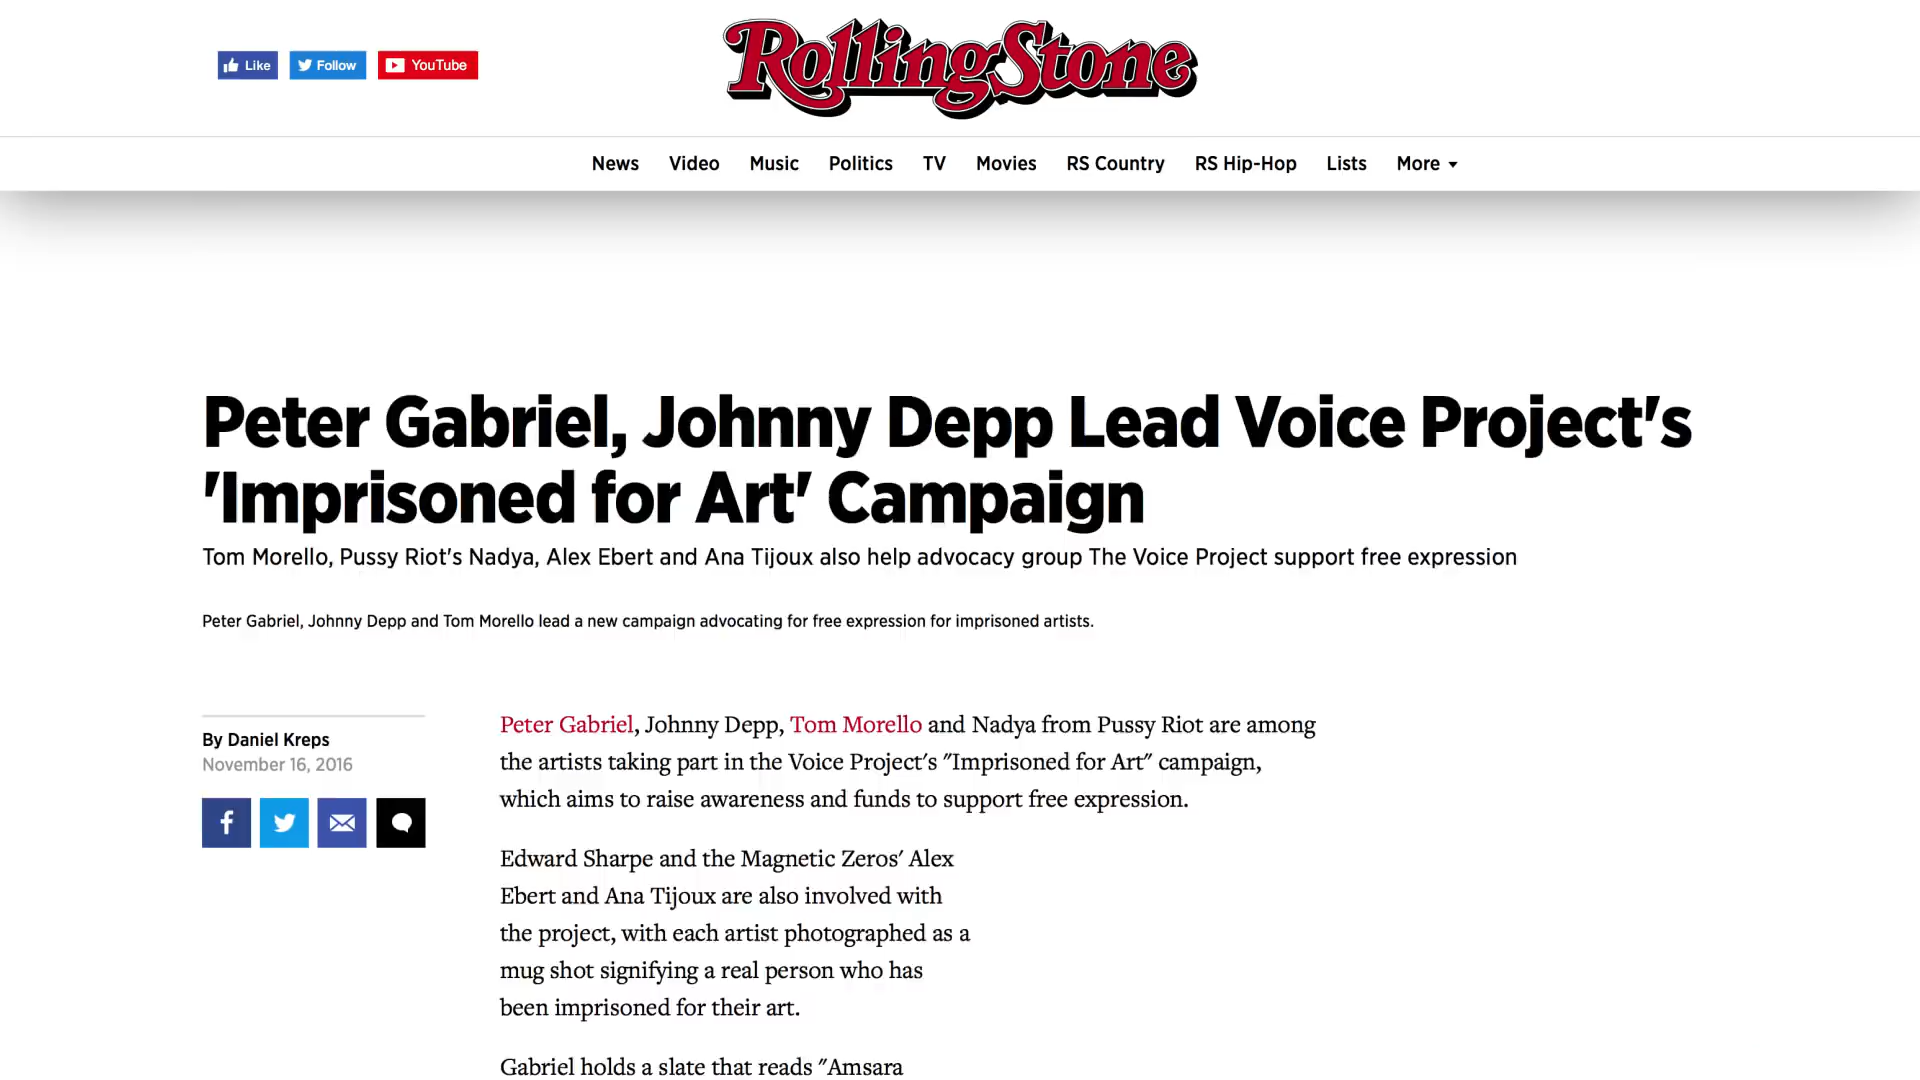 Like
Follow
YouTube
RollingStone
News Video Music Politics TV Movies RS Country RS Hip-Hop Lists More
Peter Gabriel, Johnny Depp Lead Voice Project's
'Imprisoned for Art' Campaign
Tom Morello, Pussy Riot's Nadya, Alex Ebert and Ana Tijoux also help advocacy group The Voice Project support free expression
Peter Gabriel, Johnny Depp and Tom Morello lead a new campaign advocating for free expression for imprisoned artists.
By Daniel Kreps
November 16, 2016
Peter Gabriel, Johnny Depp, Tom Morello and Nadya from Pussy Riot are among
the artists taking part in the Voice Project's "Imprisoned for Art" campaign,
which aims to raise awareness and funds to support free expression.
Edward Sharpe and the Magnetic Zeros' Alex
Ebert and Ana Tijoux are also involved with
the project, with each artist photographed as a
mug shot signifying a real person who has
been imprisoned for their art.
Gabriel holds a slate that reads "Amsara